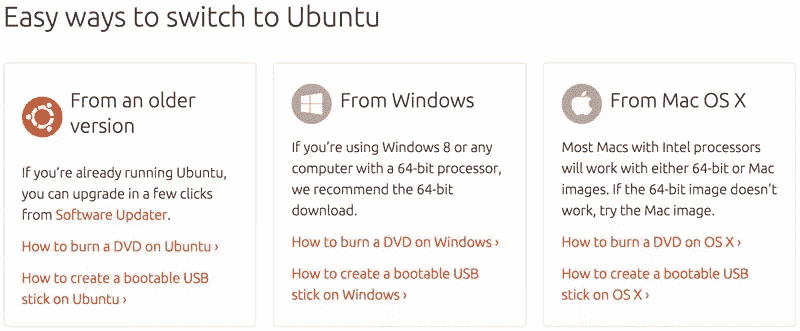 Easy ways to switch to Ubuntu
From an older
version
If you're already running Ubuntu,
you can upgrade in a few clicks
from Software Updater.
How to burn a DVD on Ubuntu ›
How to create a bootable USB
stick on Ubuntu ›
From Windows
If you're using Windows 8 or any
computer with a 64-bit processor,
we recommend the 64-bit
download.
How to burn a DVD on Windows ›
How to create a bootable USB
stick on Windows ›
From Mac OS X
Most Macs with Intel processors
will work with either 64-bit or Mac
images. If the 64-bit image doesn't
work, try the Mac image.
How to burn a DVD on OS X ›
How to create a bootable USB
stick on OS X ›